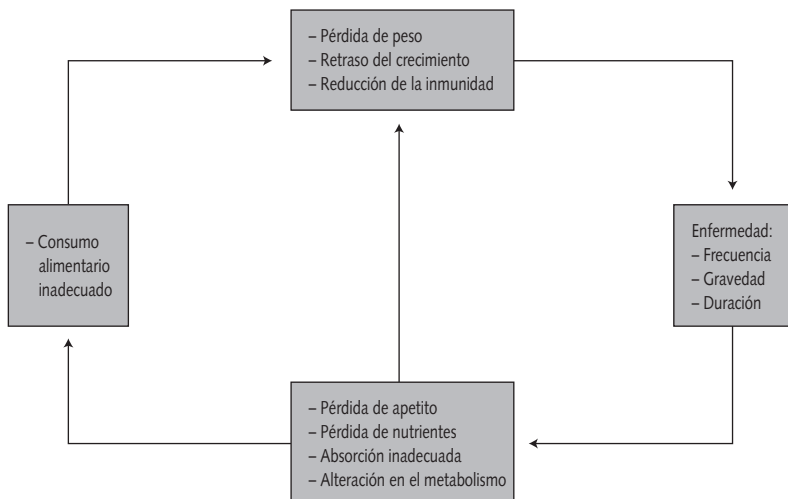 – Pérdida de peso
– Retraso del crecimiento
– Reducción de la inmunidad
– Consumo
alimentario
inadecuado
Enfermedad:
– Frecuencia
– Gravedad
– Duración
– Pérdida de apetito
– Pérdida de nutrientes
– Absorción inadecuada
– Alteración en el metabolismo